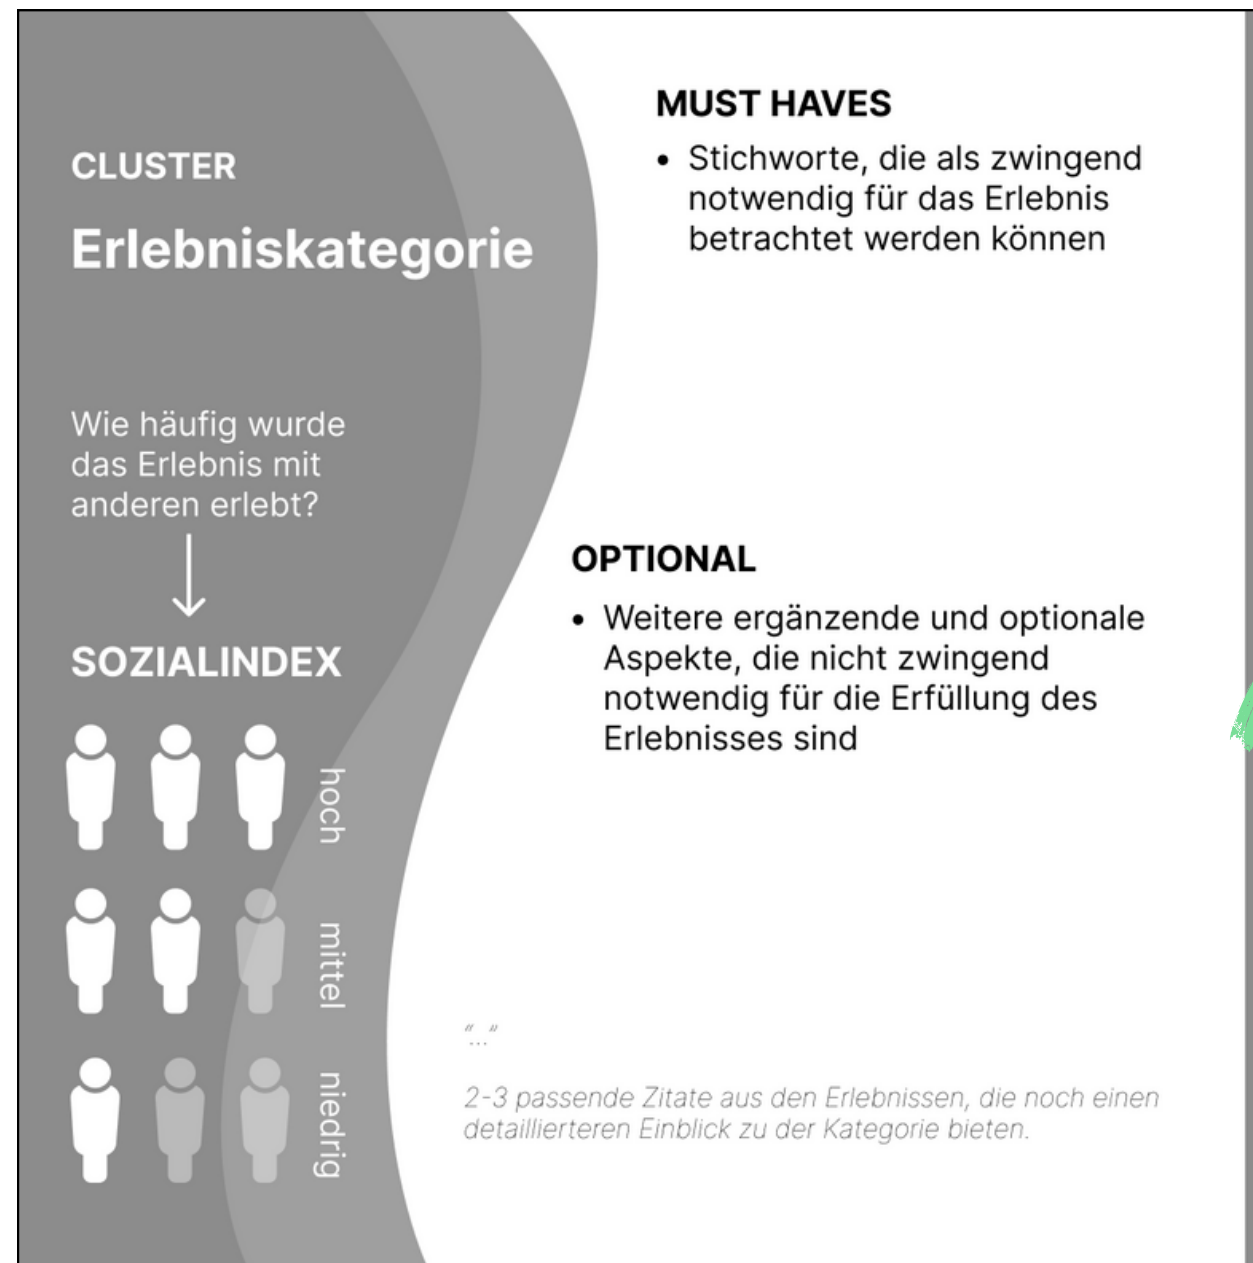 CLUSTER
Erlebniskategorie
Wie häufig wurde
das Erlebnis mit
anderen erlebt?
SOZIALINDEX
hoch
mittel
niedrig
MUST HAVES
• Stichworte, die als zwingend
notwendig für das Erlebnis
betrachtet werden können
OPTIONAL
• Weitere ergänzende und optionale
Aspekte, die nicht zwingend
notwendig für die Erfüllung des
Erlebnisses sind
“...”
2-3 passende Zitate aus den Erlebnissen, die noch einen
detaillierteren Einblick zu der Kategorie bieten.